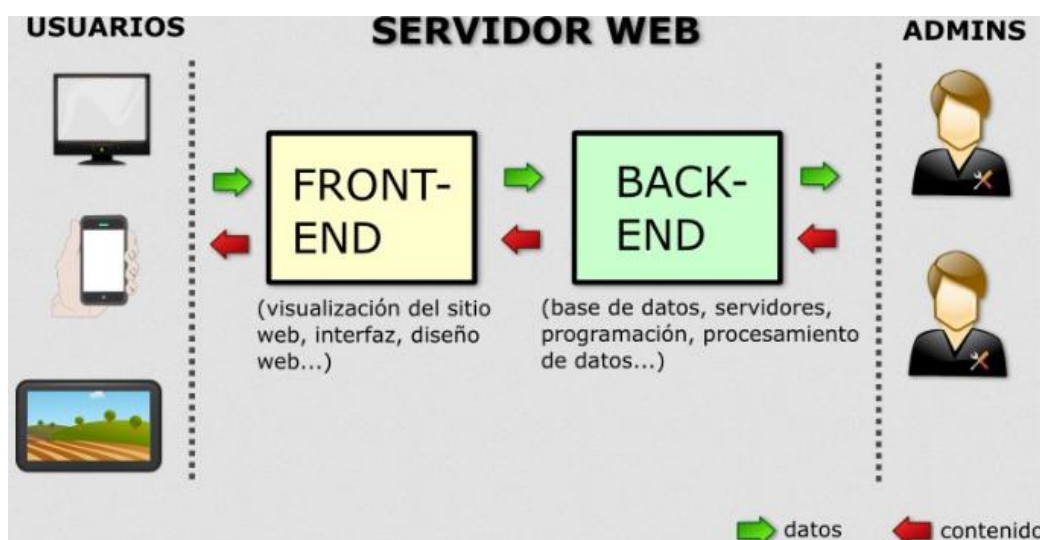 USUARIOS
SERVIDOR WEB
ADMINS
FRONT-
END
(visualización del sitio
web, interfaz, diseño
web...)
BACK-
END
(base de datos, servidores,
programación, procesamiento
de datos...)
datos
contenido